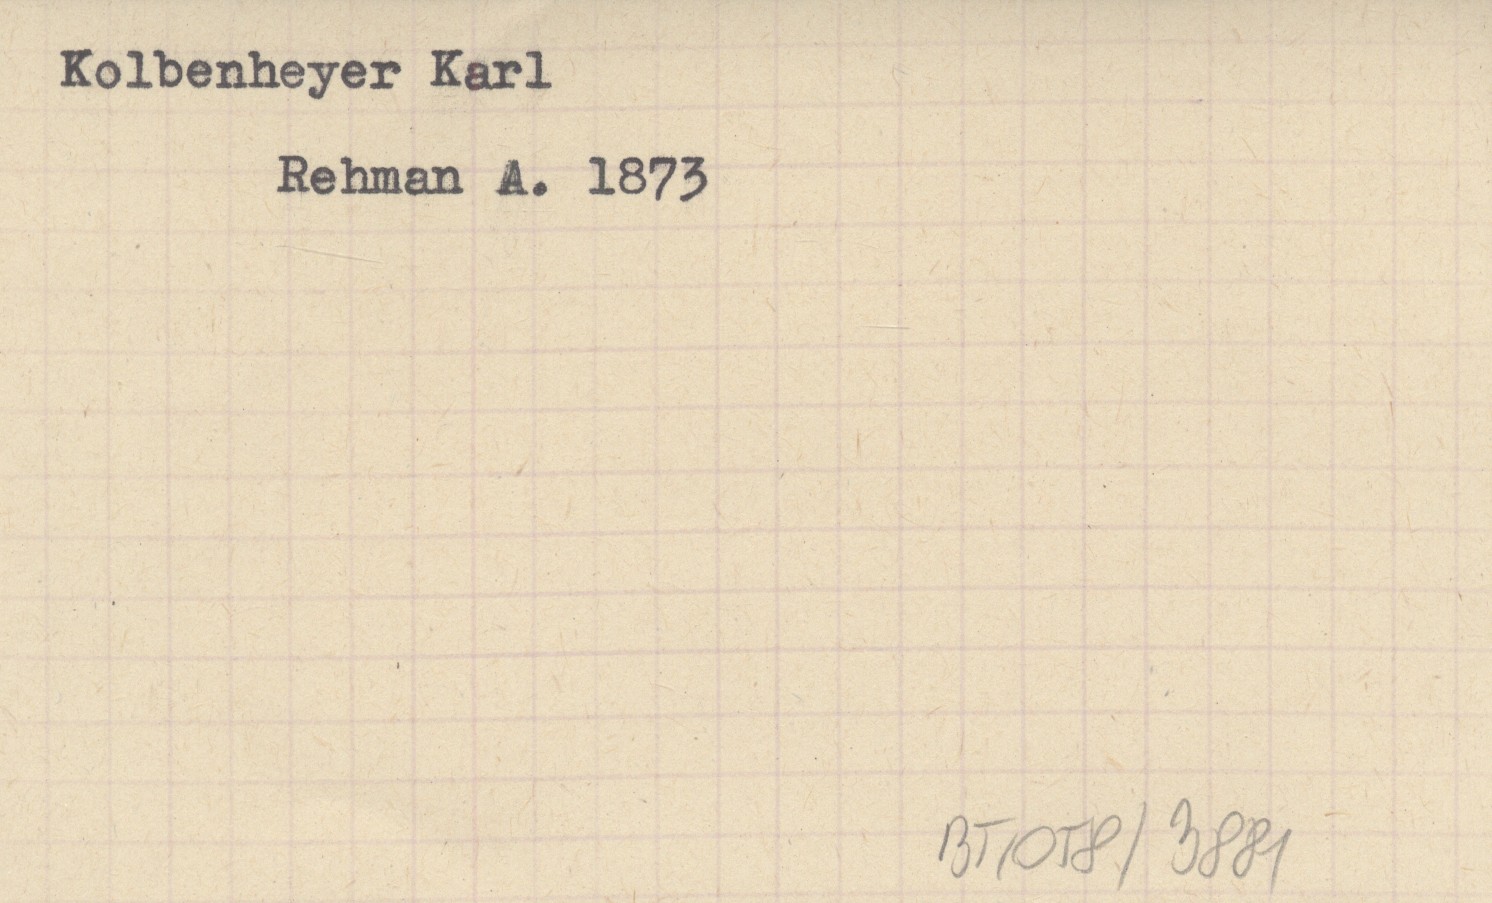 Kolbenheyer Karl
Rehman A. 1873
BT/OT8/3881